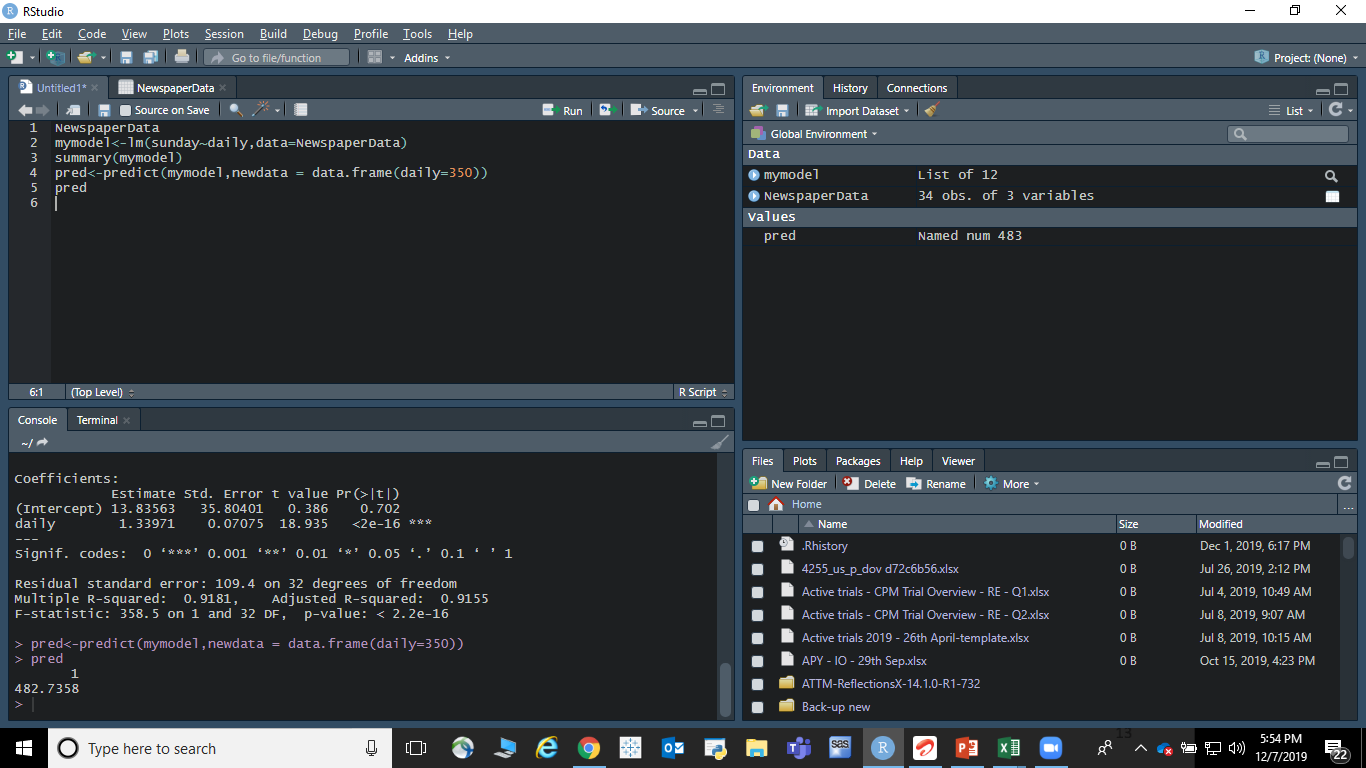 RStudio
File Edit Code View Plots Session Build Debug Profile Tools Help
Go to file/function Addins Project: (None)
Untitled1* NewspaperData
Source on Save Run Source
1 NewspaperData
2 mymodel<-lm(sunday~daily,data=NewspaperData)
3 summary(mymodel)
4 pred<-predict(mymodel,newdata = data.frame(daily=350))
5 pred
6
6:1 (Top Level) R Script
Console Terminal
~/
Coefficients:
Estimate Std. Error t value Pr(>|t|)
(Intercept) 13.83563 35.80401 0.386 0.702
daily 1.33971 0.07075 18.935 <2e-16 ***
---
Signif. codes: 0 ‘***’ 0.001 ‘**’ 0.01 ‘*’ 0.05 ‘.’ 0.1 ‘ ’ 1
Residual standard error: 109.4 on 32 degrees of freedom
Multiple R-squared: 0.9181, Adjusted R-squared: 0.9155
F-statistic: 358.5 on 1 and 32 DF, p-value: < 2.2e-16
> pred<-predict(mymodel,newdata = data.frame(daily=350))
> pred
1
482.7358
>
Environment History Connections
Import Dataset List
Global Environment
Data
mymodel List of 12
NewspaperData 34 obs. of 3 variables
Values
pred Named num 483
Files Plots Packages Help Viewer
New Folder Delete Rename More
Home ...
Name Size Modified
.Rhistory 0 B Dec 1, 2019, 6:17 PM
4255_us_p_dov d72c6b56.xlsx 0 B Jul 26, 2019, 2:12 PM
Active trials - CPM Trial Overview - RE - Q1.xlsx 0 B Jul 4, 2019, 10:49 AM
Active trials - CPM Trial Overview - RE - Q2.xlsx 0 B Jul 8, 2019, 9:07 AM
Active trials 2019 - 26th April-template.xlsx 0 B Jul 8, 2019, 10:15 AM
APY - IO - 29th Sep.xlsx 0 B Oct 15, 2019, 4:23 PM
ATTM-ReflectionsX-14.1.0-R1-732
Back-up new
Type here to search
sas
R
13
5:54 PM
12/7/2019
22